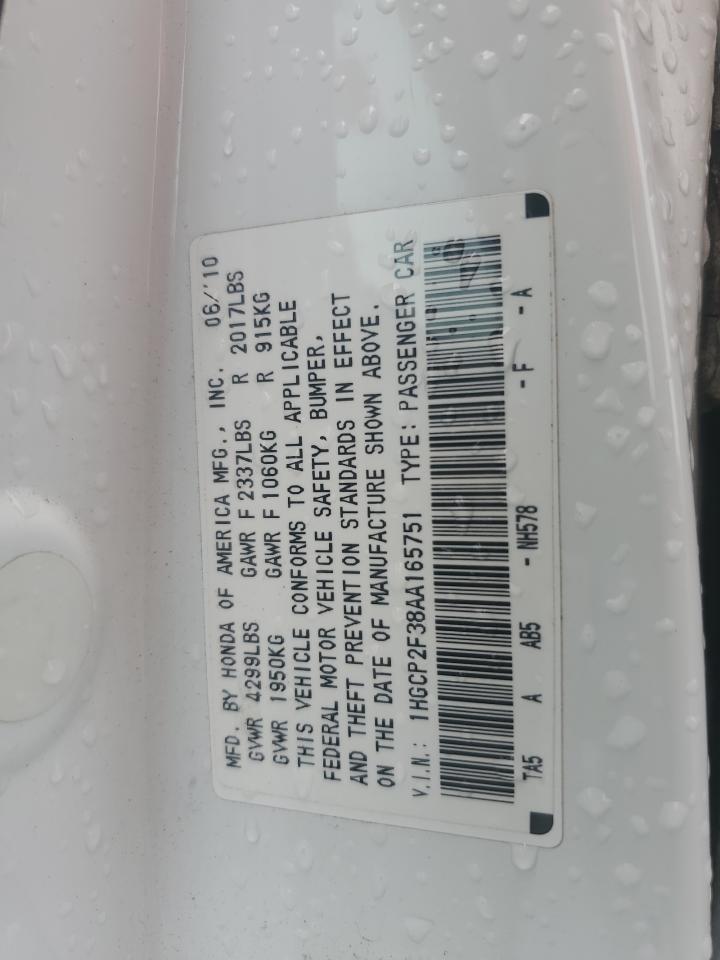 MFD. BY HONDA OF AMERICA MFG., INC. 06/'10
GVWR 4299LBS GAWR F 2337LBS R 2017LBS
GVWR 1950KG GAWR F 1060KG R 915KG
THIS VEHICLE CONFORMS TO ALL APPLICABLE
FEDERAL MOTOR VEHICLE SAFETY, BUMPER,
AND THEFT PREVENTION STANDARDS IN EFFECT
ON THE DATE OF MANUFACTURE SHOWN ABOVE.
V.I.N.: 1HGCP2F38AA165751 TYPE: PASSENGER CAR
TA5 A AB5 - NH578 - F - A